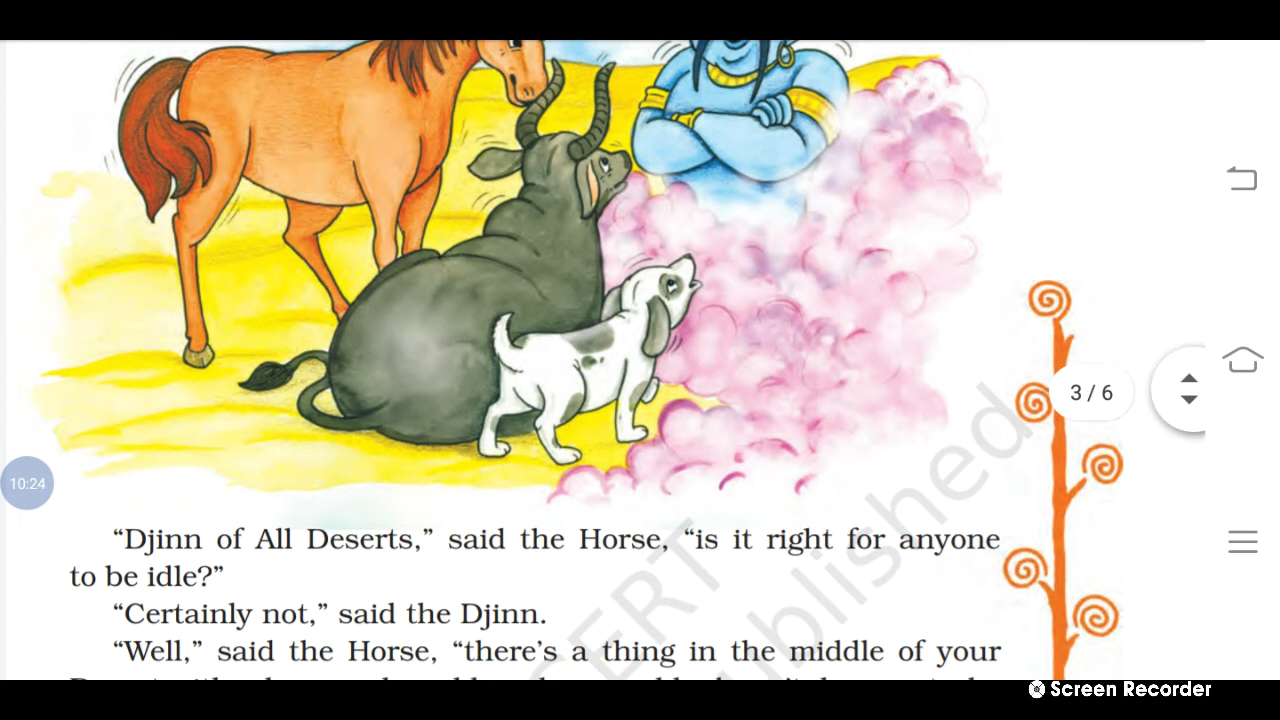 3 / 6
10:24
“Djinn of All Deserts,” said the Horse, “is it right for anyone
to be idle?”
“Certainly not,” said the Djinn.
“Well,” said the Horse, “there’s a thing in the middle of your
Screen Recorder